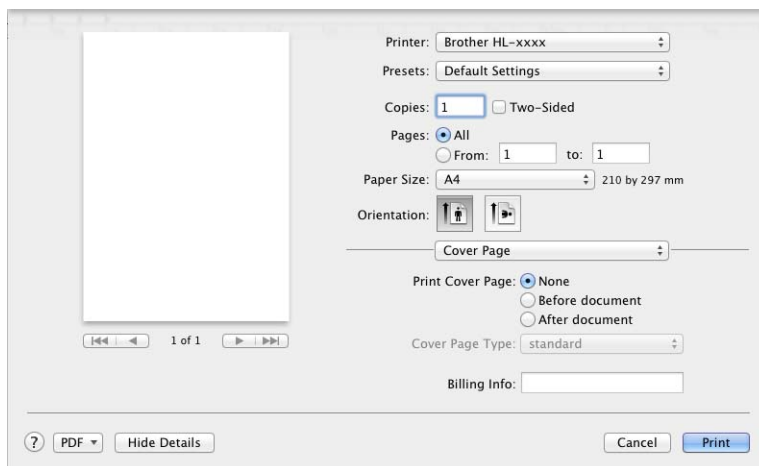 Printer: Brother HL-xxxx
Presets: Default Settings
Copies: 1 Two-Sided
Pages: All
From: 1 to: 1
Paper Size: A4 210 by 297 mm
Orientation:
Cover Page
Print Cover Page: None
Before document
After document
Cover Page Type: standard
Billing Info:
1 of 1
? PDF Hide Details Cancel Print